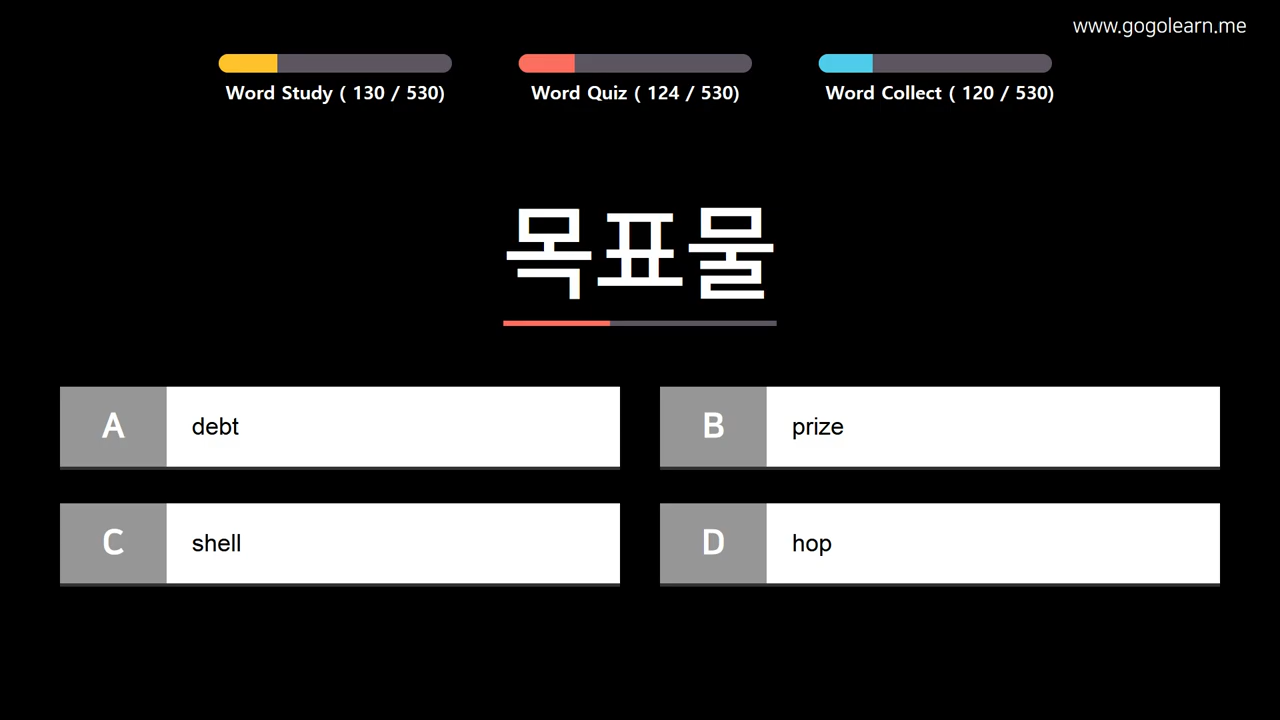 www.gogolearn.me
Word Study ( 130 / 530)
Word Quiz ( 124 / 530)
Word Collect ( 120 / 530)
목표물
A debt
B prize
C shell
D hop